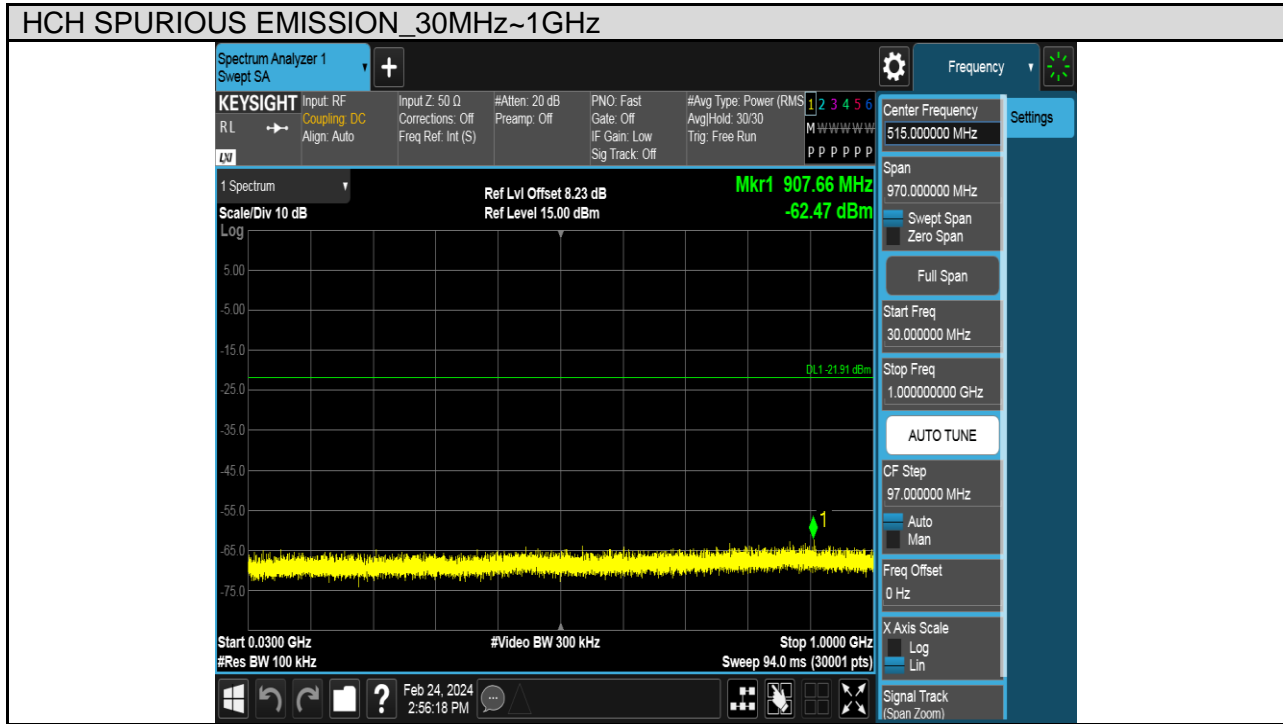 HCH SPURIOUS EMISSION_30MHz~1GHz
Spectrum Analyzer 1
Swept SA
Frequency
KEYSIGHT
RL
LXI
Input: RF
Coupling: DC
Align: Auto
Input Z: 50 Ω
Corrections: Off
Freq Ref: Int (S)
#Atten: 20 dB
Preamp: Off
PNO: Fast
Gate: Off
IF Gain: Low
Sig Track: Off
#Avg Type: Power (RMS
Avg|Hold: 30/30
Trig: Free Run
1 2 3 4 5 6
M W W W W W
P P P P P P
1 Spectrum
Scale/Div 10 dB
Log
Ref Lvl Offset 8.23 dB
Ref Level 15.00 dBm
Mkr1 907.66 MHz
-62.47 dBm
5.00
-5.00
-15.0
DL1 -21.91 dBm
-25.0
-35.0
-45.0
-55.0
1
-65.0
-75.0
Start 0.0300 GHz
#Res BW 100 kHz
#Video BW 300 kHz
Stop 1.0000 GHz
Sweep 94.0 ms (30001 pts)
Center Frequency
515.000000 MHz
Settings
Span
970.000000 MHz
Swept Span
Zero Span
Full Span
Start Freq
30.000000 MHz
Stop Freq
1.000000000 GHz
AUTO TUNE
CF Step
97.000000 MHz
Auto
Man
Freq Offset
0 Hz
X Axis Scale
Log
Lin
Signal Track
(Span Zoom)
?
Feb 24, 2024
2:56:18 PM